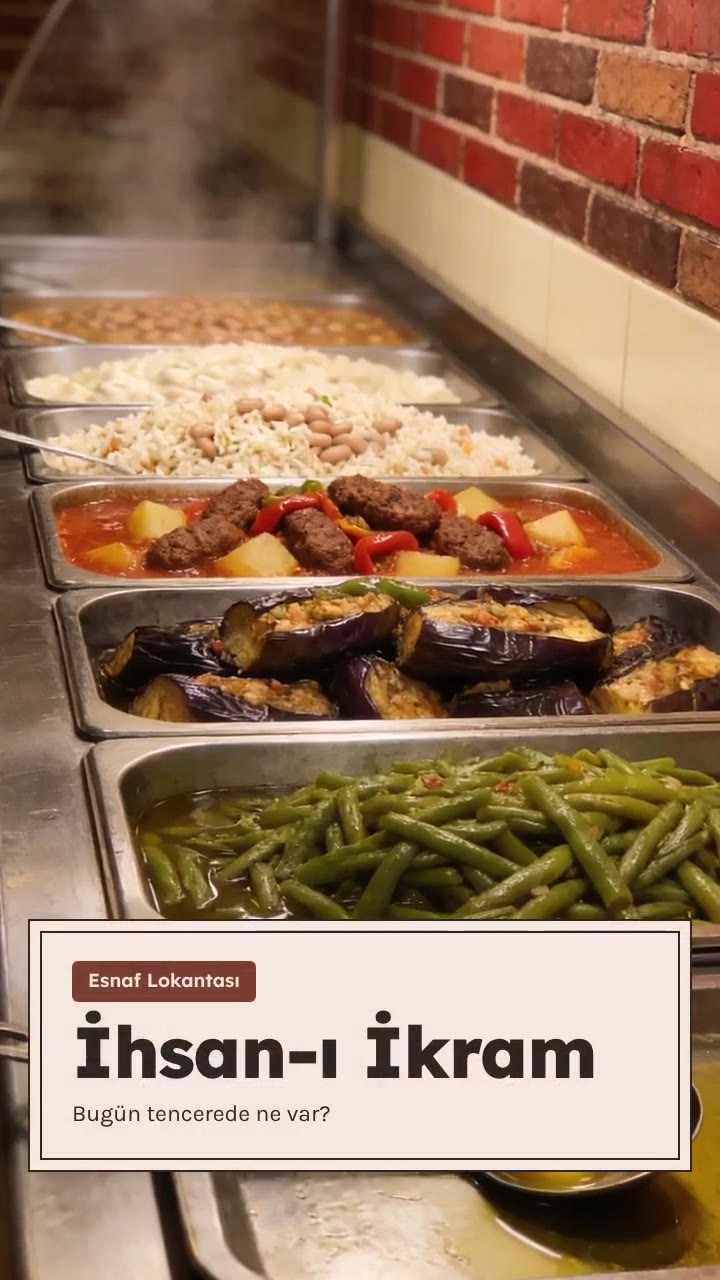 Esnaf Lokantası
İhsan-ı İkram
Bugün tencerede ne var?